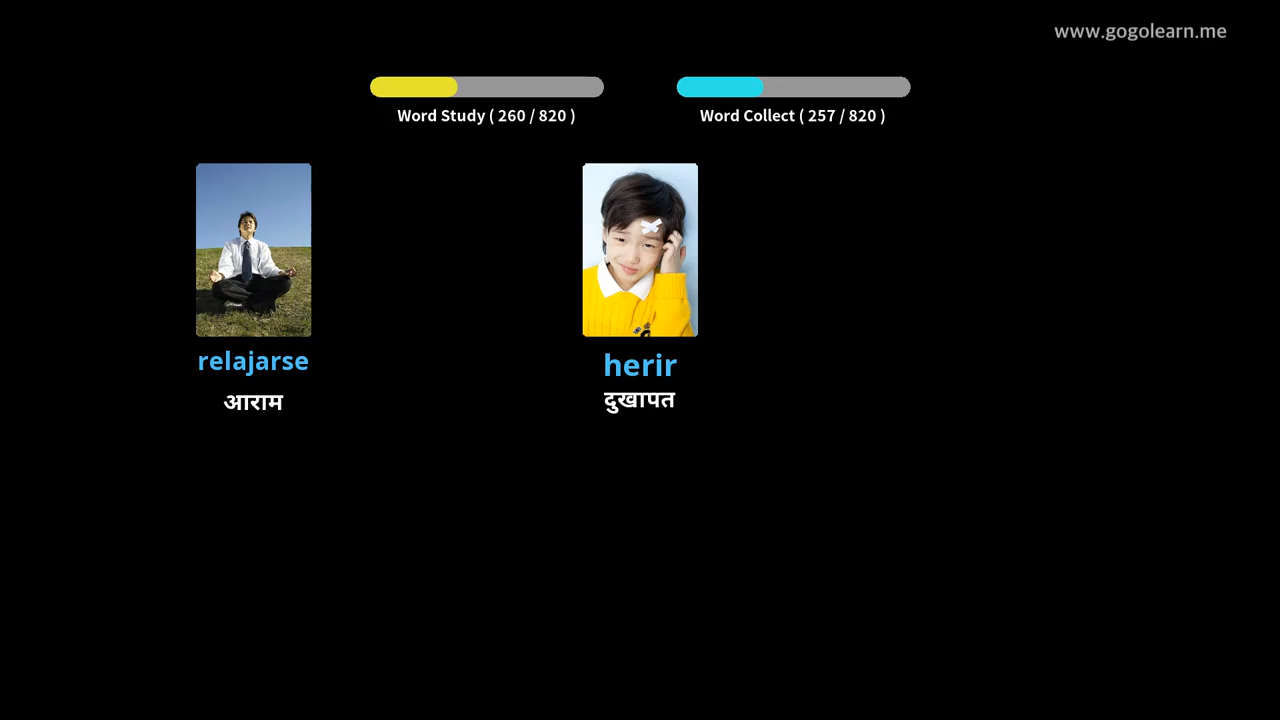 www.gogolearn.me
Word Study ( 260 / 820 )
Word Collect ( 257 / 820 )
relajarse
herir
आराम
दुखापत